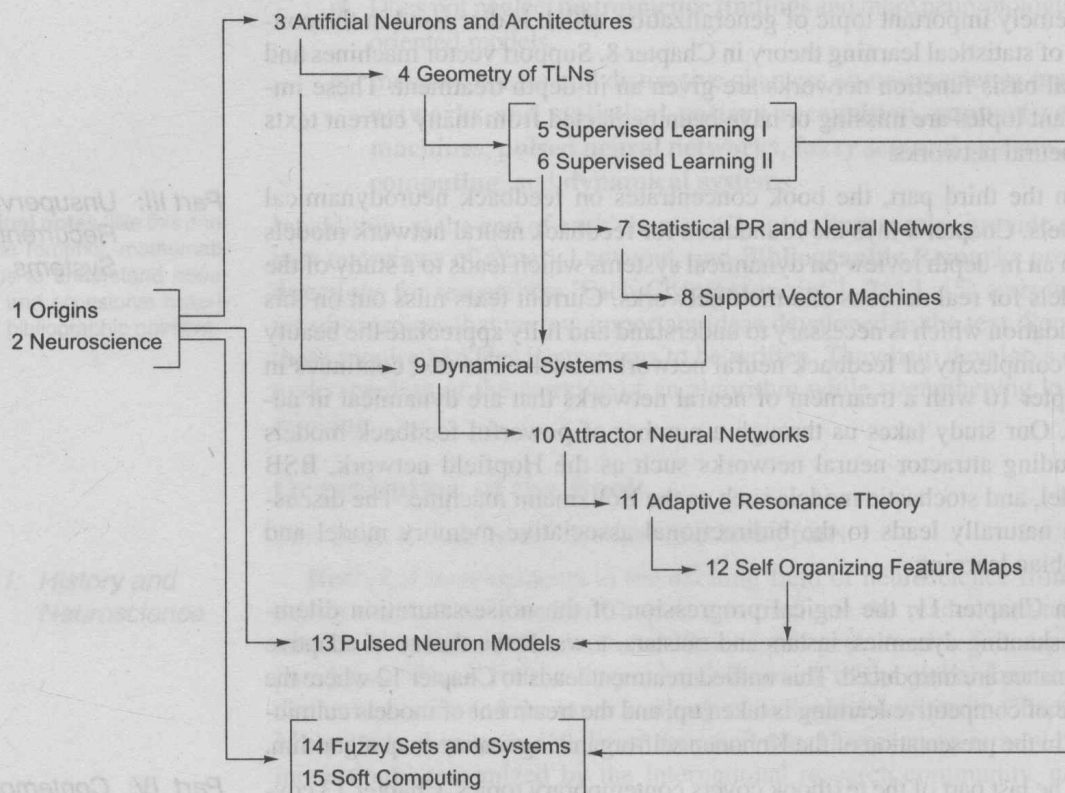 3 Artificial Neurons and Architectures
4 Geometry of TLNs
5 Supervised Learning I
6 Supervised Learning II
7 Statistical PR and Neural Networks
8 Support Vector Machines
1 Origins
2 Neuroscience
9 Dynamical Systems
10 Attractor Neural Networks
11 Adaptive Resonance Theory
12 Self Organizing Feature Maps
13 Pulsed Neuron Models
14 Fuzzy Sets and Systems
15 Soft Computing